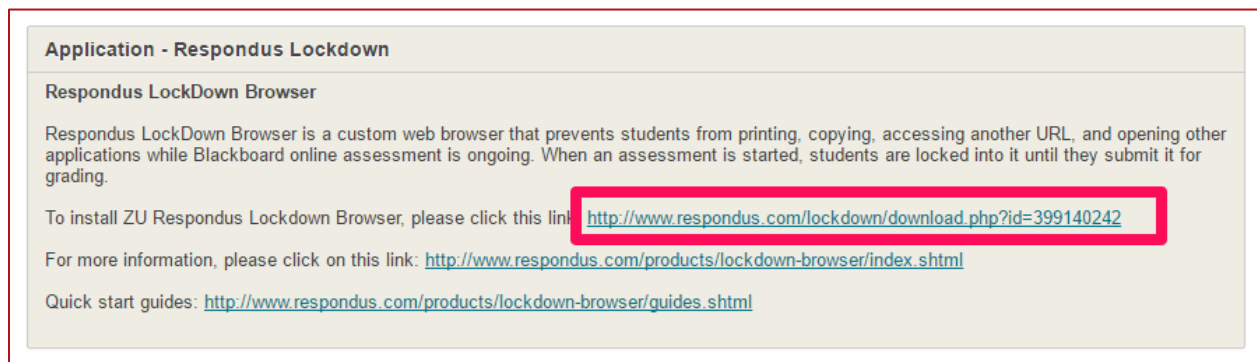 Application - Respondus Lockdown
Respondus LockDown Browser
Respondus LockDown Browser is a custom web browser that prevents students from printing, copying, accessing another URL, and opening other
applications while Blackboard online assessment is ongoing. When an assessment is started, students are locked into it until they submit it for
grading.
To install ZU Respondus Lockdown Browser, please click this link http://www.respondus.com/lockdown/download.php?id=399140242
For more information, please click on this link: http://www.respondus.com/products/lockdown-browser/index.shtml
Quick start guides: http://www.respondus.com/products/lockdown-browser/guides.shtml